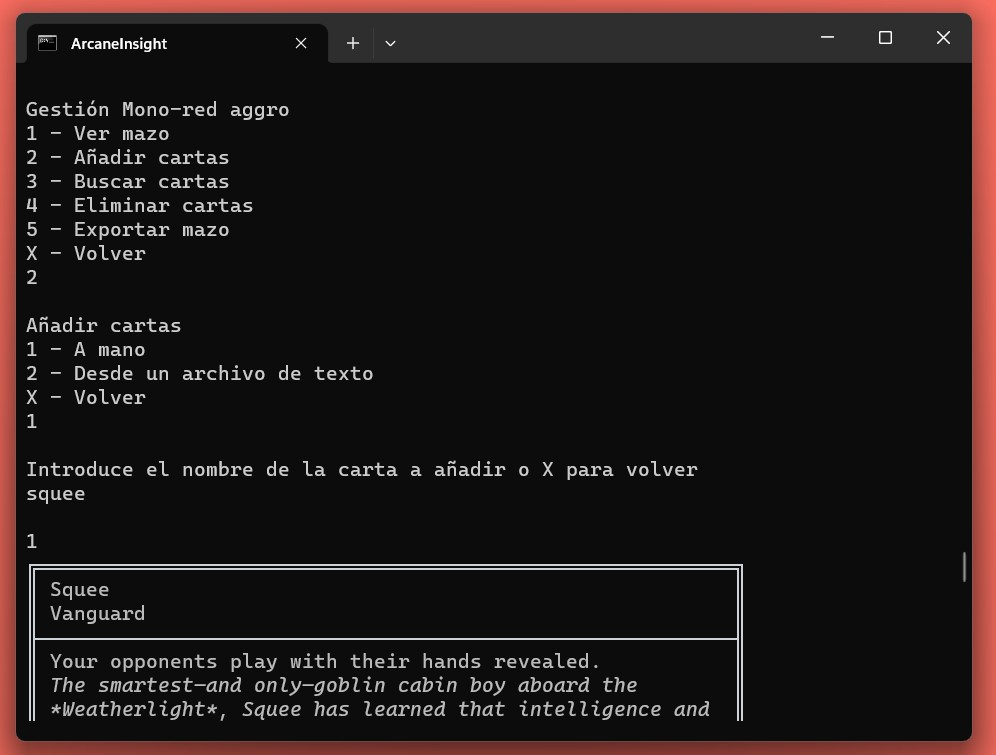 ArcaneInsight
Gestión Mono-red aggro
1 - Ver mazo
2 - Añadir cartas
3 - Buscar cartas
4 - Eliminar cartas
5 - Exportar mazo
X - Volver
2
Añadir cartas
1 - A mano
2 - Desde un archivo de texto
X - Volver
1
Introduce el nombre de la carta a añadir o X para volver
squee
1
Squee
Vanguard
Your opponents play with their hands revealed.
The smartest—and only—goblin cabin boy aboard the
*Weatherlight*, Squee has learned that intelligence and